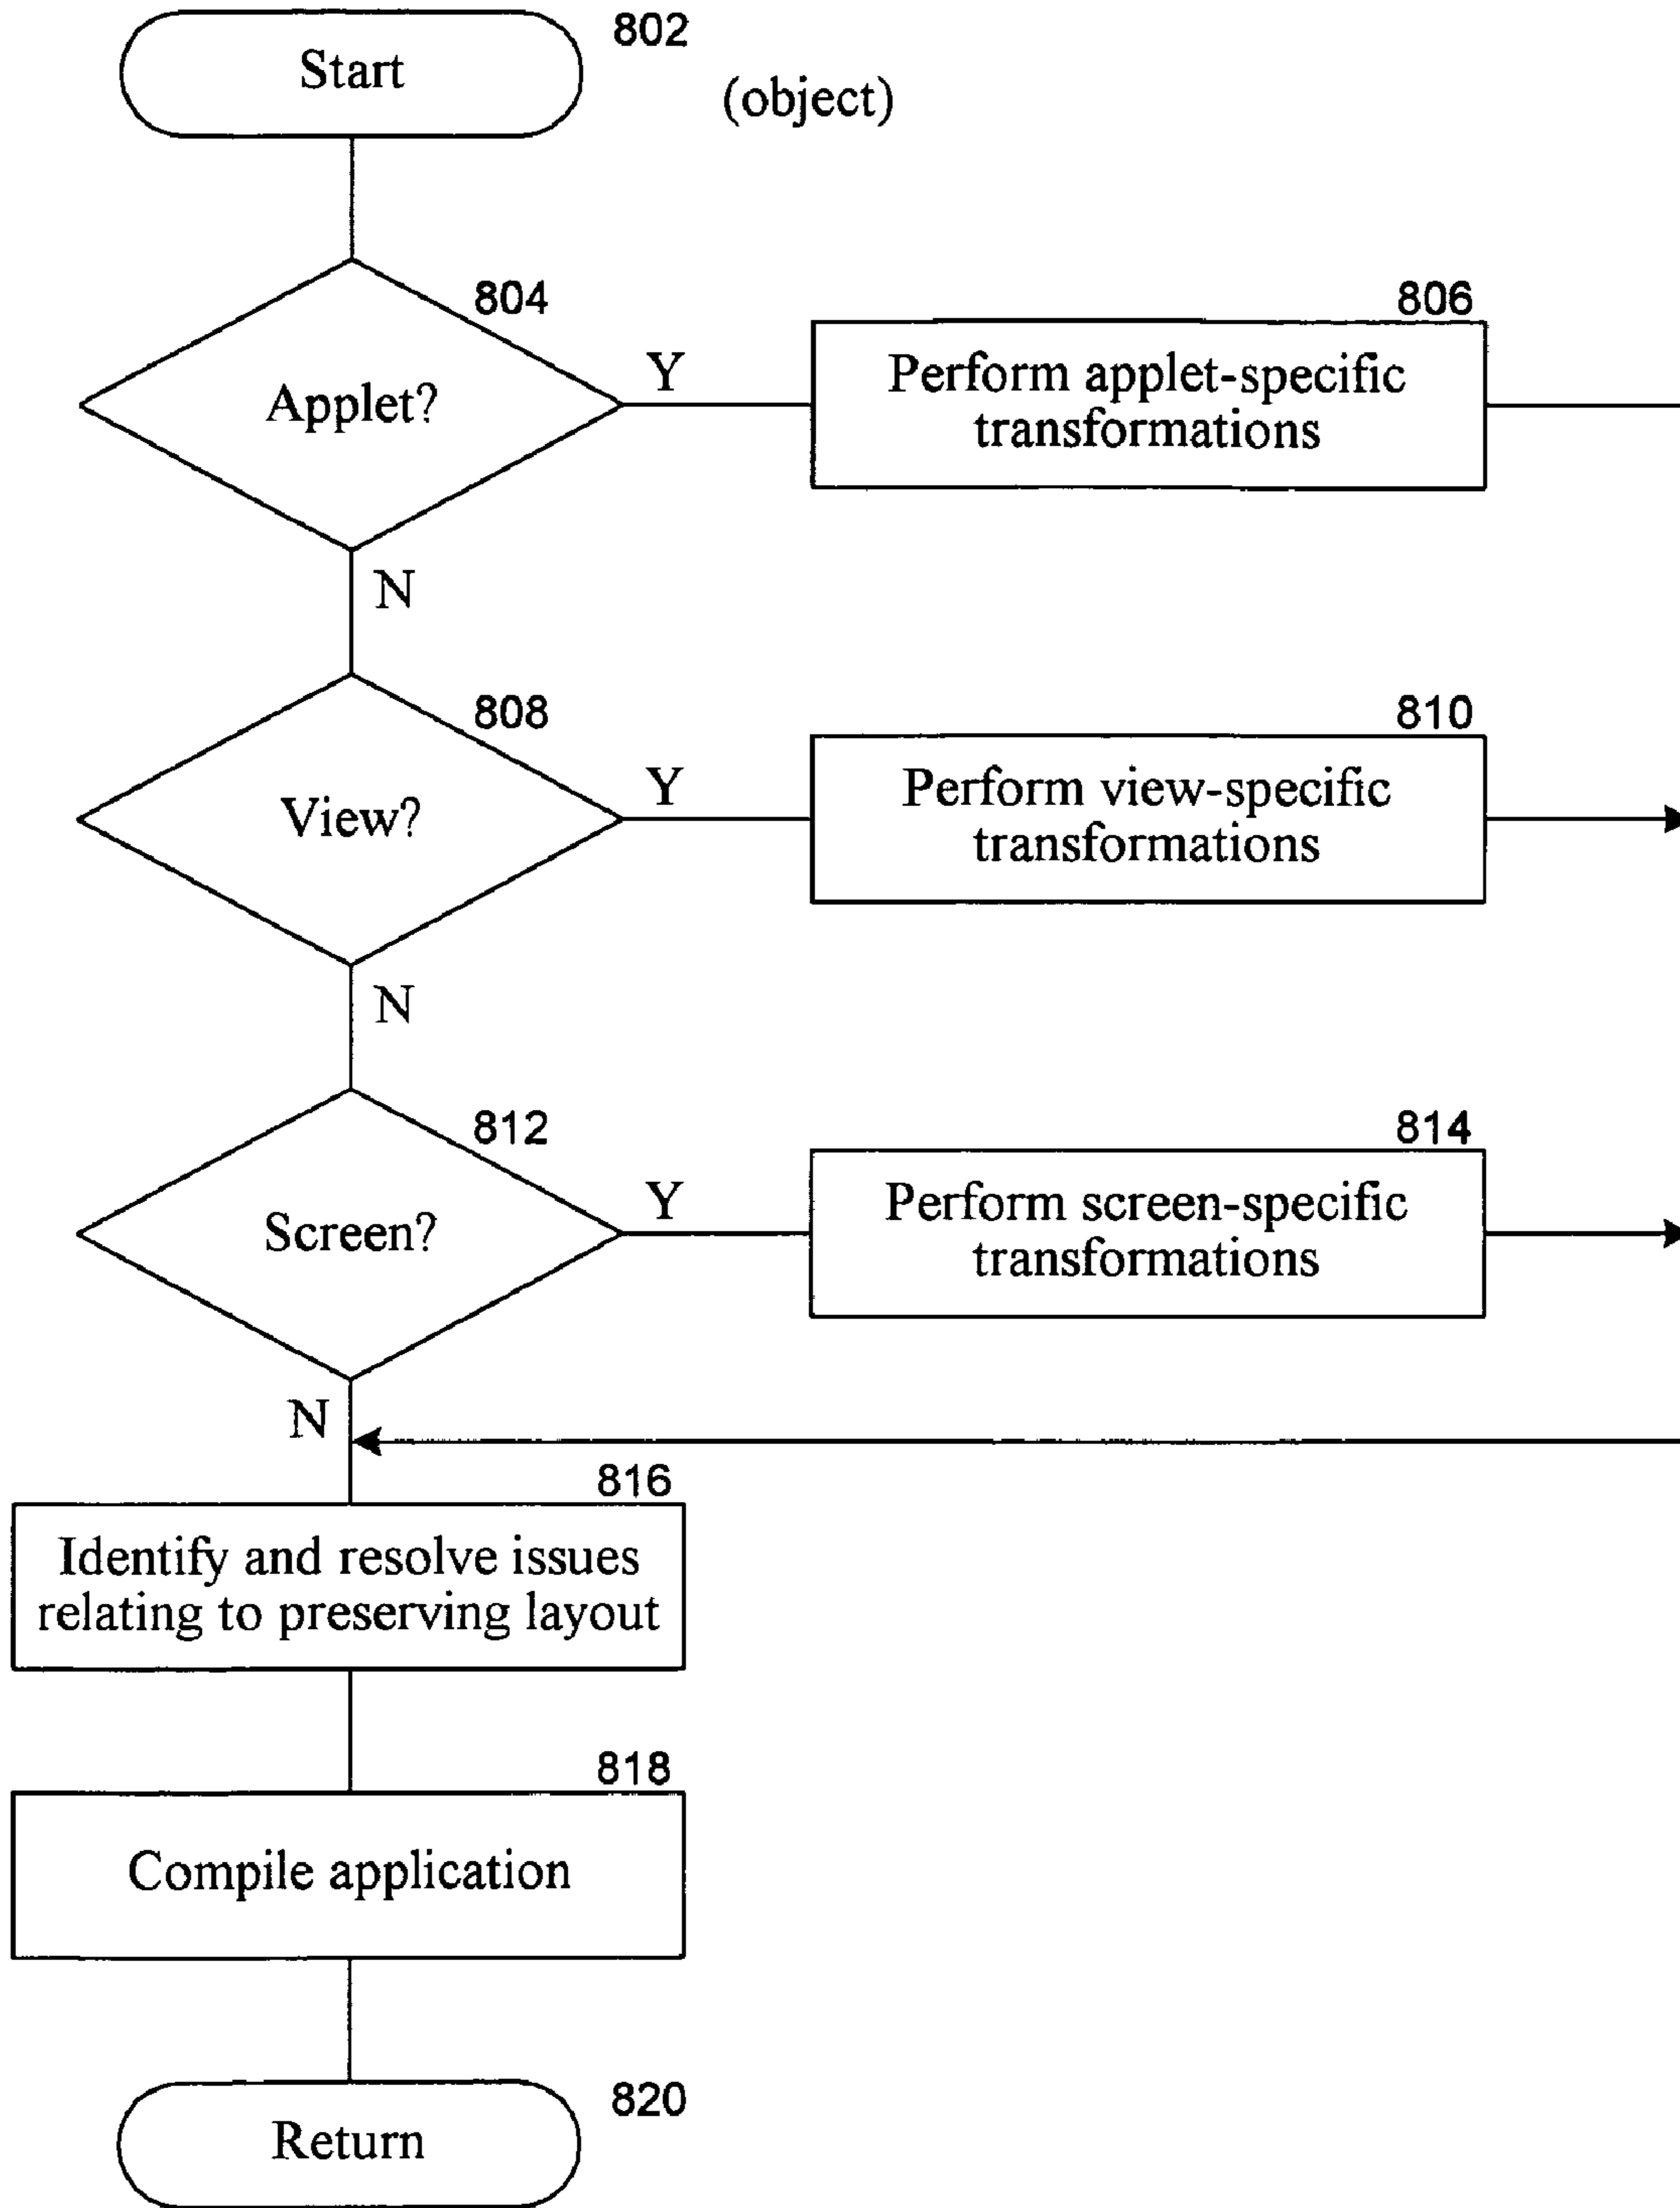 802
Start
(object)
804
806
Applet?
Y
Perform applet-specific
transformations
N
808
810
View?
Y
Perform view-specific
transformations
N
812
814
Screen?
Y
Perform screen-specific
transformations
N
816
Identify and resolve issues
relating to preserving layout
818
Compile application
820
Return